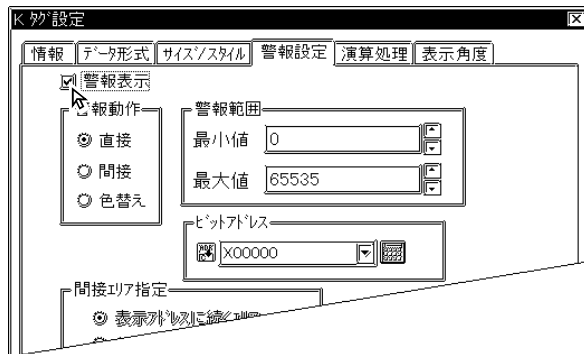 K ﾀｸﾞ設定
情報 ﾃﾞｰﾀ形式 ｻｲｽﾞ/ｽﾀｲﾙ 警報設定 演算処理 表示角度
警報表示
報動作
直接
間接
色替え
警報範囲
最小値 0
最大値 65535
ﾋﾞｯﾄｱﾄﾞﾚｽ
X00000
間接ｴﾘｱ指定
表示ｱﾄﾞﾚｽに続く